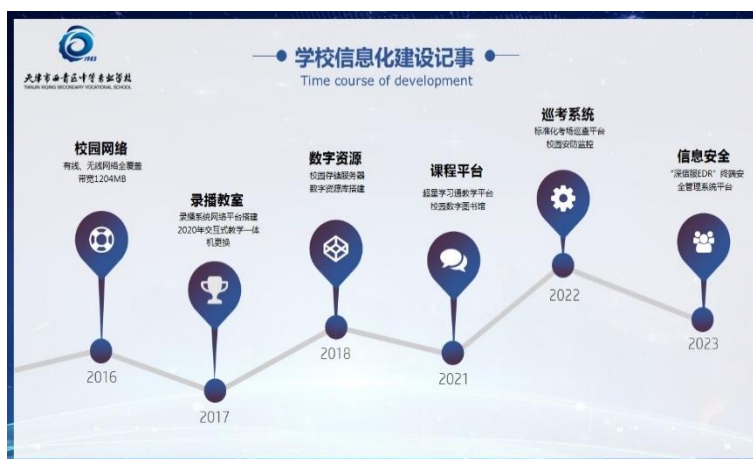 1983
天津市西青区中等专业学校
TIANJIN XIQING SECONDARY VOCATIONAL SCHOOL
学校信息化建设记事
Time course of development
校园网络
有线、无线网络全覆盖
带宽1204MB
2016
录播教室
录播系统网络平台搭建
2020年交互式教学一体
机更换
2017
数字资源
校园存储服务器
数字资源库搭建
2018
课程平台
超星学习通教学平台
校园数字图书馆
2021
巡考系统
标准化考场巡查平台
校园安防监控
2022
信息安全
“深信服EDR”终端安
全管理系统平台
2023